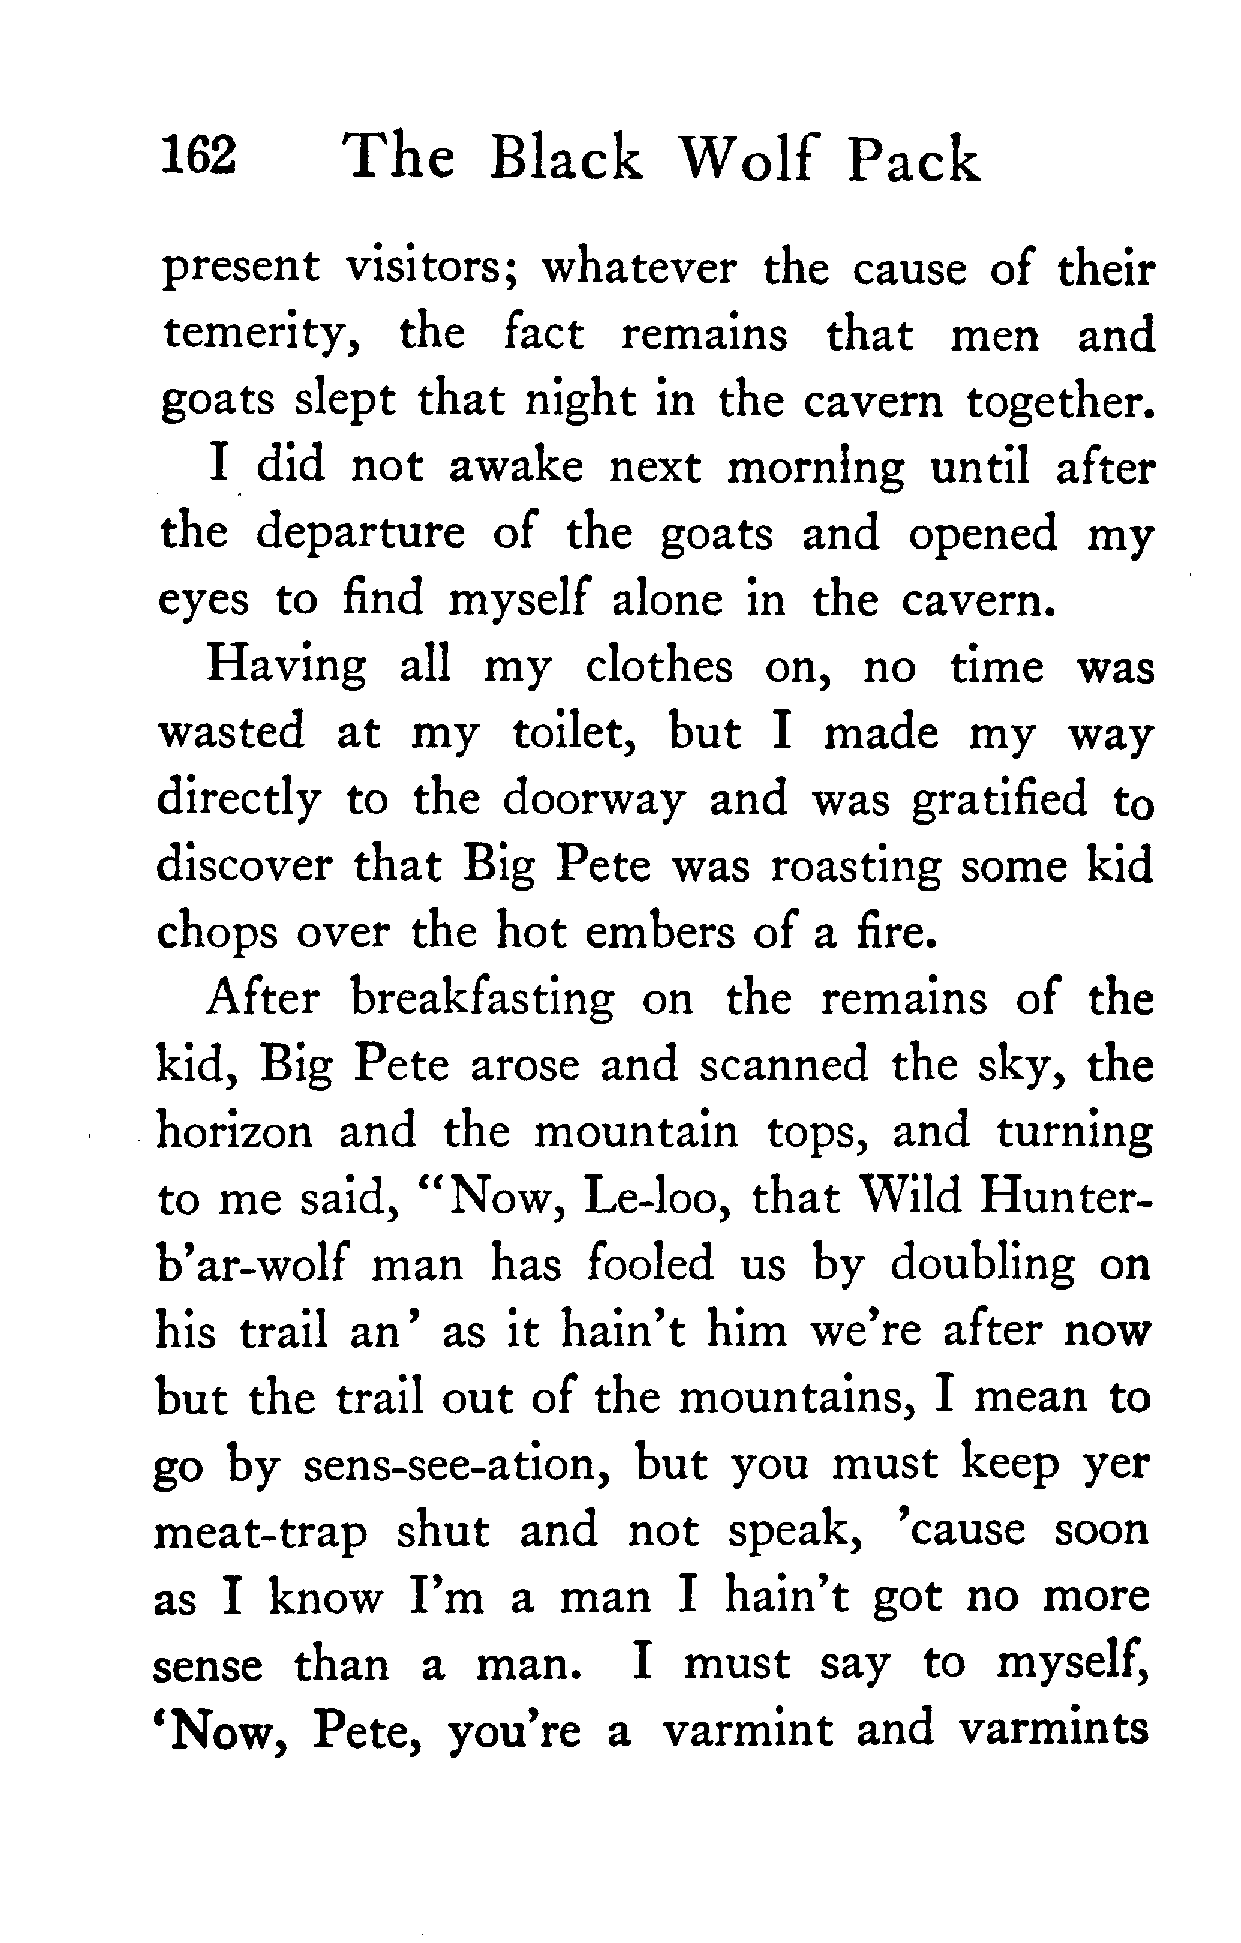 162 The Black Wolf Pack
present visitors; whatever the cause of their
temerity, the fact remains that men and
goats slept that night in the cavern together.
I did not awake next morning until after
the departure of the goats and opened my
eyes to find myself alone in the cavern.
Having all my clothes on, no time was
wasted at my toilet, but I made my way
directly to the doorway and was gratified to
discover that Big Pete was roasting some kid
chops over the hot embers of a fire.
After breakfasting on the remains of the
kid, Big Pete arose and scanned the sky, the
horizon and the mountain tops, and turning
to me said, “Now, Le-loo, that Wild Hunter-
b’ar-wolf man has fooled us by doubling on
his trail an’ as it hain’t him we’re after now
but the trail out of the mountains, I mean to
go by sens-see-ation, but you must keep yer
meat-trap shut and not speak, ’cause soon
as I know I’m a man I hain’t got no more
sense than a man. I must say to myself,
‘Now, Pete, you’re a varmint and varmints